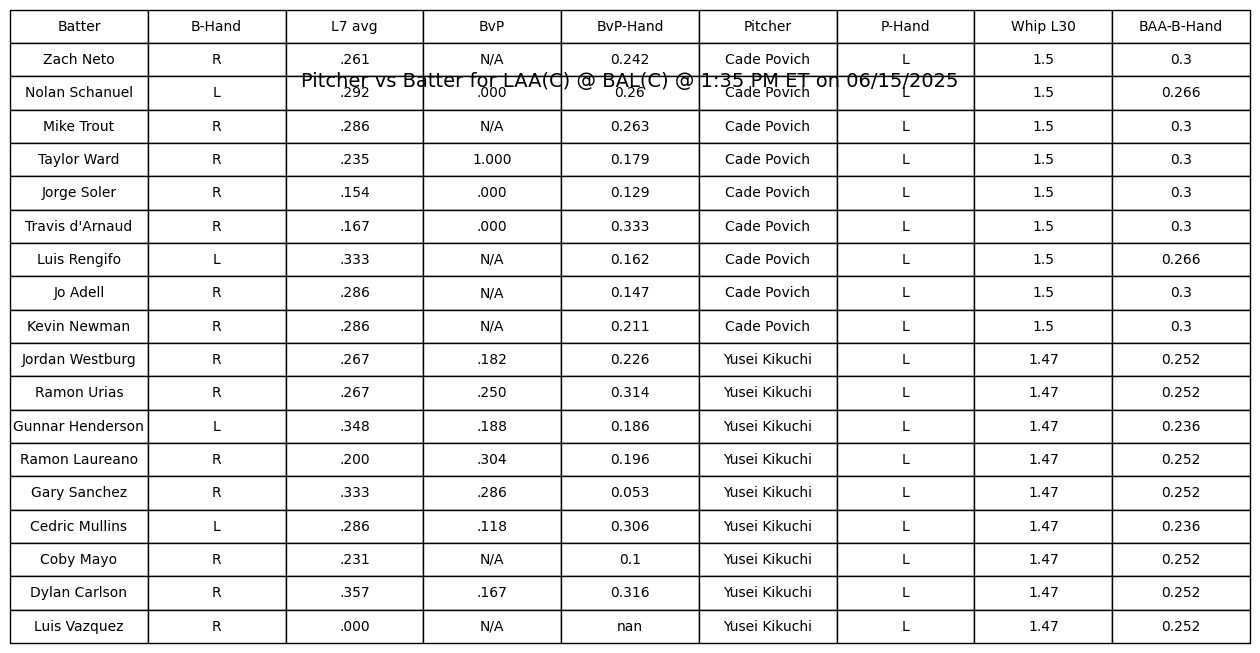 Batter B-Hand L7 avg BvP BvP-Hand Pitcher P-Hand Whip L30 BAA-B-Hand
Zach Neto R .261 N/A 0.242 Cade Povich L 1.5 0.3
Pitcher vs Batter for LAA(C) @ BAL(C) @ 1:35 PM ET on 06/15/2025
Nolan Schanuel L .292 .000 0.26 Cade Povich L 1.5 0.266
Mike Trout R .286 N/A 0.263 Cade Povich L 1.5 0.3
Taylor Ward R .235 1.000 0.179 Cade Povich L 1.5 0.3
Jorge Soler R .154 .000 0.129 Cade Povich L 1.5 0.3
Travis d'Arnaud R .167 .000 0.333 Cade Povich L 1.5 0.3
Luis Rengifo L .333 N/A 0.162 Cade Povich L 1.5 0.266
Jo Adell R .286 N/A 0.147 Cade Povich L 1.5 0.3
Kevin Newman R .286 N/A 0.211 Cade Povich L 1.5 0.3
Jordan Westburg R .267 .182 0.226 Yusei Kikuchi L 1.47 0.252
Ramon Urias R .267 .250 0.314 Yusei Kikuchi L 1.47 0.252
Gunnar Henderson L .348 .188 0.186 Yusei Kikuchi L 1.47 0.236
Ramon Laureano R .200 .304 0.196 Yusei Kikuchi L 1.47 0.252
Gary Sanchez R .333 .286 0.053 Yusei Kikuchi L 1.47 0.252
Cedric Mullins L .286 .118 0.306 Yusei Kikuchi L 1.47 0.236
Coby Mayo R .231 N/A 0.1 Yusei Kikuchi L 1.47 0.252
Dylan Carlson R .357 .167 0.316 Yusei Kikuchi L 1.47 0.252
Luis Vazquez R .000 N/A nan Yusei Kikuchi L 1.47 0.252